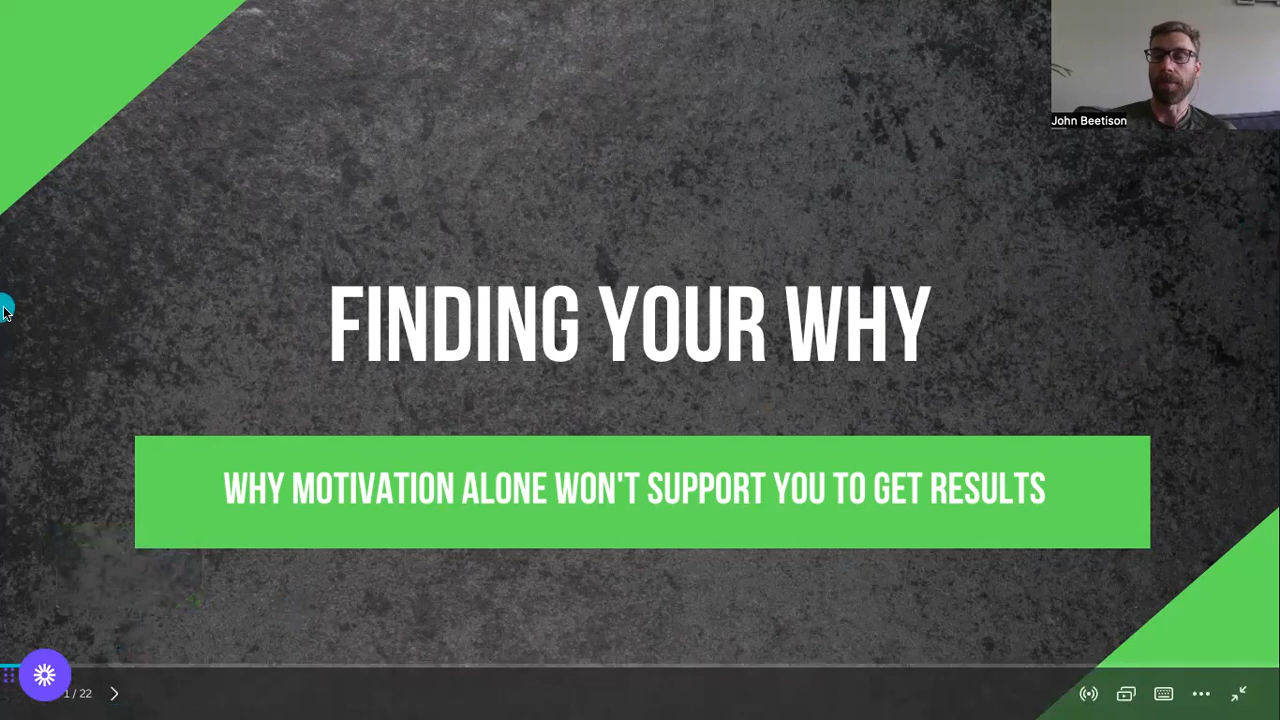 John Beetison
FINDING YOUR WHY
WHY MOTIVATION ALONE WON'T SUPPORT YOU TO GET RESULTS
1 / 22